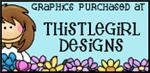 GRAPHICS PURCHASED AT
THISTLEGIRL
DESIGNS